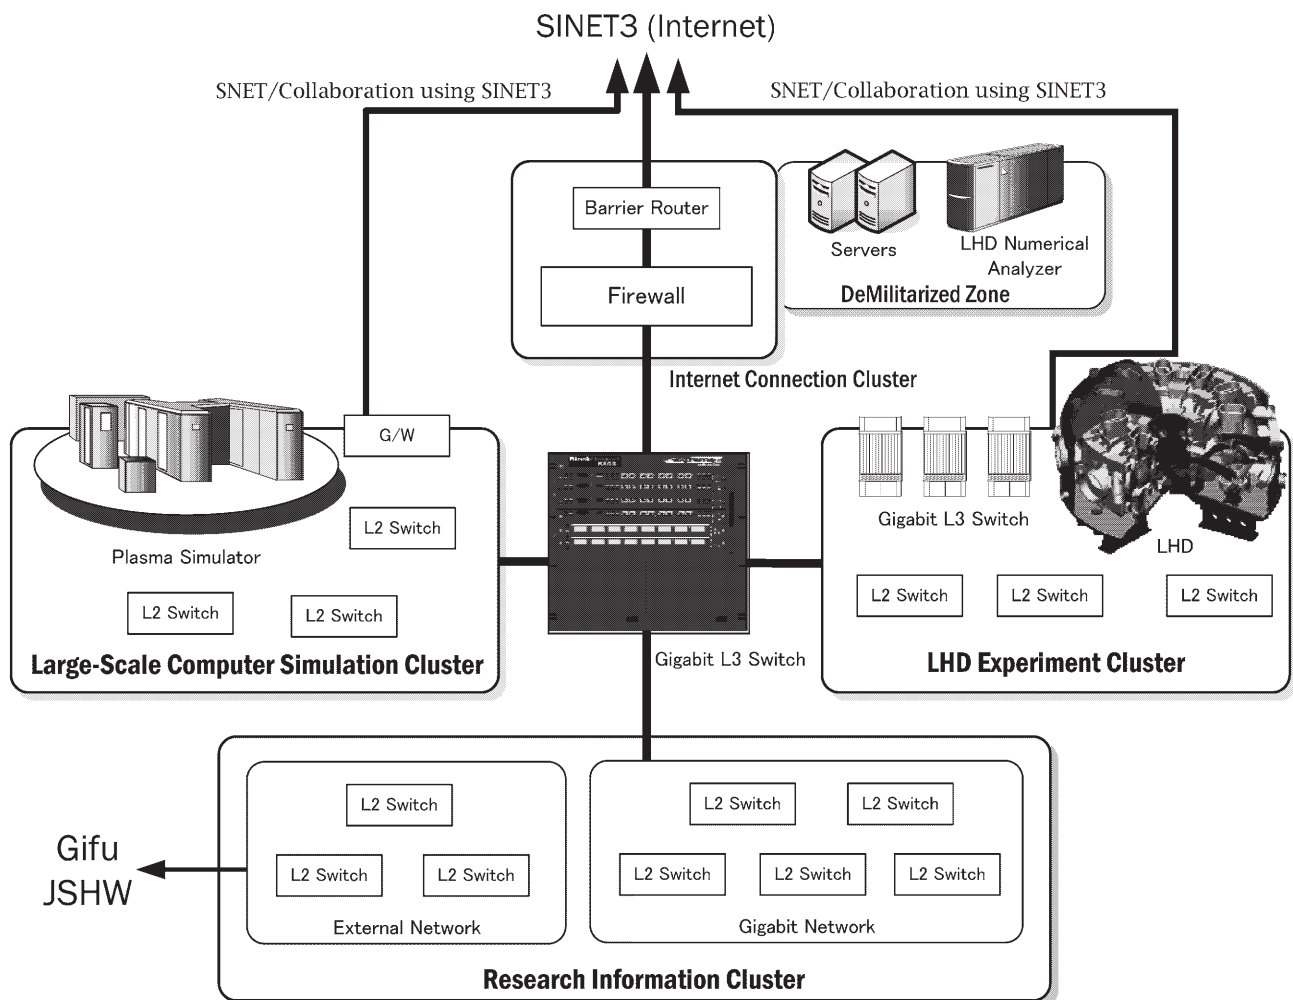 SINET3 (Internet)
SNET/Collaboration using SINET3
SNET/Collaboration using SINET3
Barrier Router
Firewall
Servers
LHD Numerical
Analyzer
DeMilitarized Zone
Internet Connection Cluster
G/W
L2 Switch
Plasma Simulator
L2 Switch
L2 Switch
Large-Scale Computer Simulation Cluster
Gigabit L3 Switch
Gigabit L3 Switch
LHD
L2 Switch
L2 Switch
L2 Switch
LHD Experiment Cluster
L2 Switch
L2 Switch
L2 Switch
External Network
L2 Switch
L2 Switch
L2 Switch
L2 Switch
L2 Switch
Gigabit Network
Gifu
JSHW
Research Information Cluster